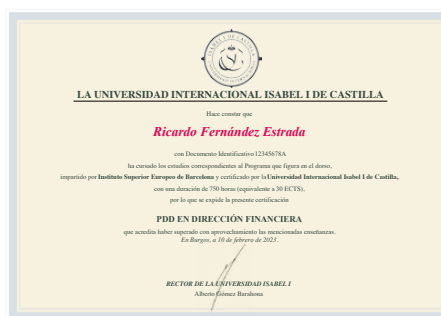 ISABEL I DE CASTILLA
LA UNIVERSIDAD INTERNACIONAL ISABEL I DE CASTILLA
Hace constar que
Ricardo Fernández Estrada
con Documento Identificativo12345678A
ha cursado los estudios correspondientes al Programa que figura en el dorso,
impartido por Instituto Superior Europeo de Barcelona y certificado por la Universidad Internacional Isabel I de Castilla,
con una duración de 750 horas (equivalente a 30 ECTS),
por lo que se expide la presente certificación
PDD EN DIRECCIÓN FINANCIERA
que acredita haber superado con aprovechamiento las mencionadas enseñanzas.
En Burgos, a 10 de febrero de 2023.
RECTOR DE LA UNIVERSIDAD ISABEL I
Alberto Gómez Barahona